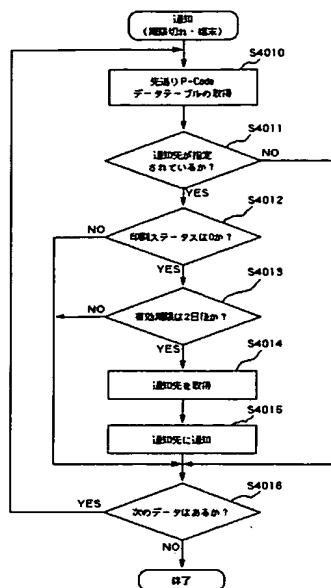 通知
(期限切れ・端末)
S4010
先送りP-Code
データテーブルの取得
S4011
通知先が指定
されているか?
NO
YES
S4012
NO
印刷ステータスは0か?
YES
S4013
NO
有効期限は2日後か?
YES
S4014
通知先を取得
S4015
通知先に通知
S4016
YES
次のデータはあるか?
NO
終了